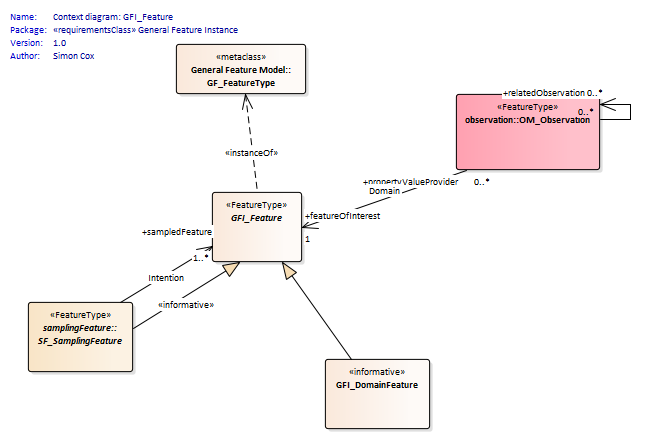 Name: Context diagram: GFI_Feature
Package: «requirementsClass» General Feature Instance
Version: 1.0
Author: Simon Cox
«metaclass»
General Feature Model::
GF_FeatureType
+relatedObservation 0..*
«FeatureType»
0..*
observation::OM_Observation
«instanceOf»
+propertyValueProvider 0..*
Domain
«FeatureType»
GFI_Feature
+featureOfInterest
+sampledFeature
1
1..*
Intention
«informative»
«FeatureType»
samplingFeature::
SF_SamplingFeature
«informative»
GFI_DomainFeature